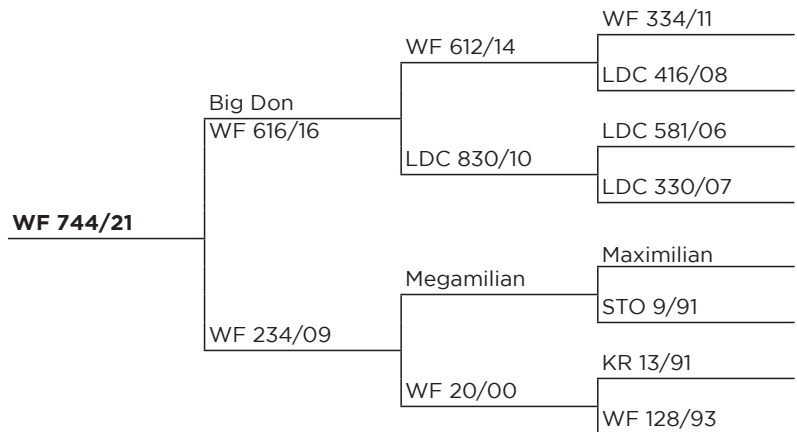 WF 334/11
WF 612/14
LDC 416/08
Big Don
WF 616/16
LDC 581/06
LDC 830/10
LDC 330/07
WF 744/21
Maximilian
Megamilian
STO 9/91
WF 234/09
KR 13/91
WF 20/00
WF 128/93